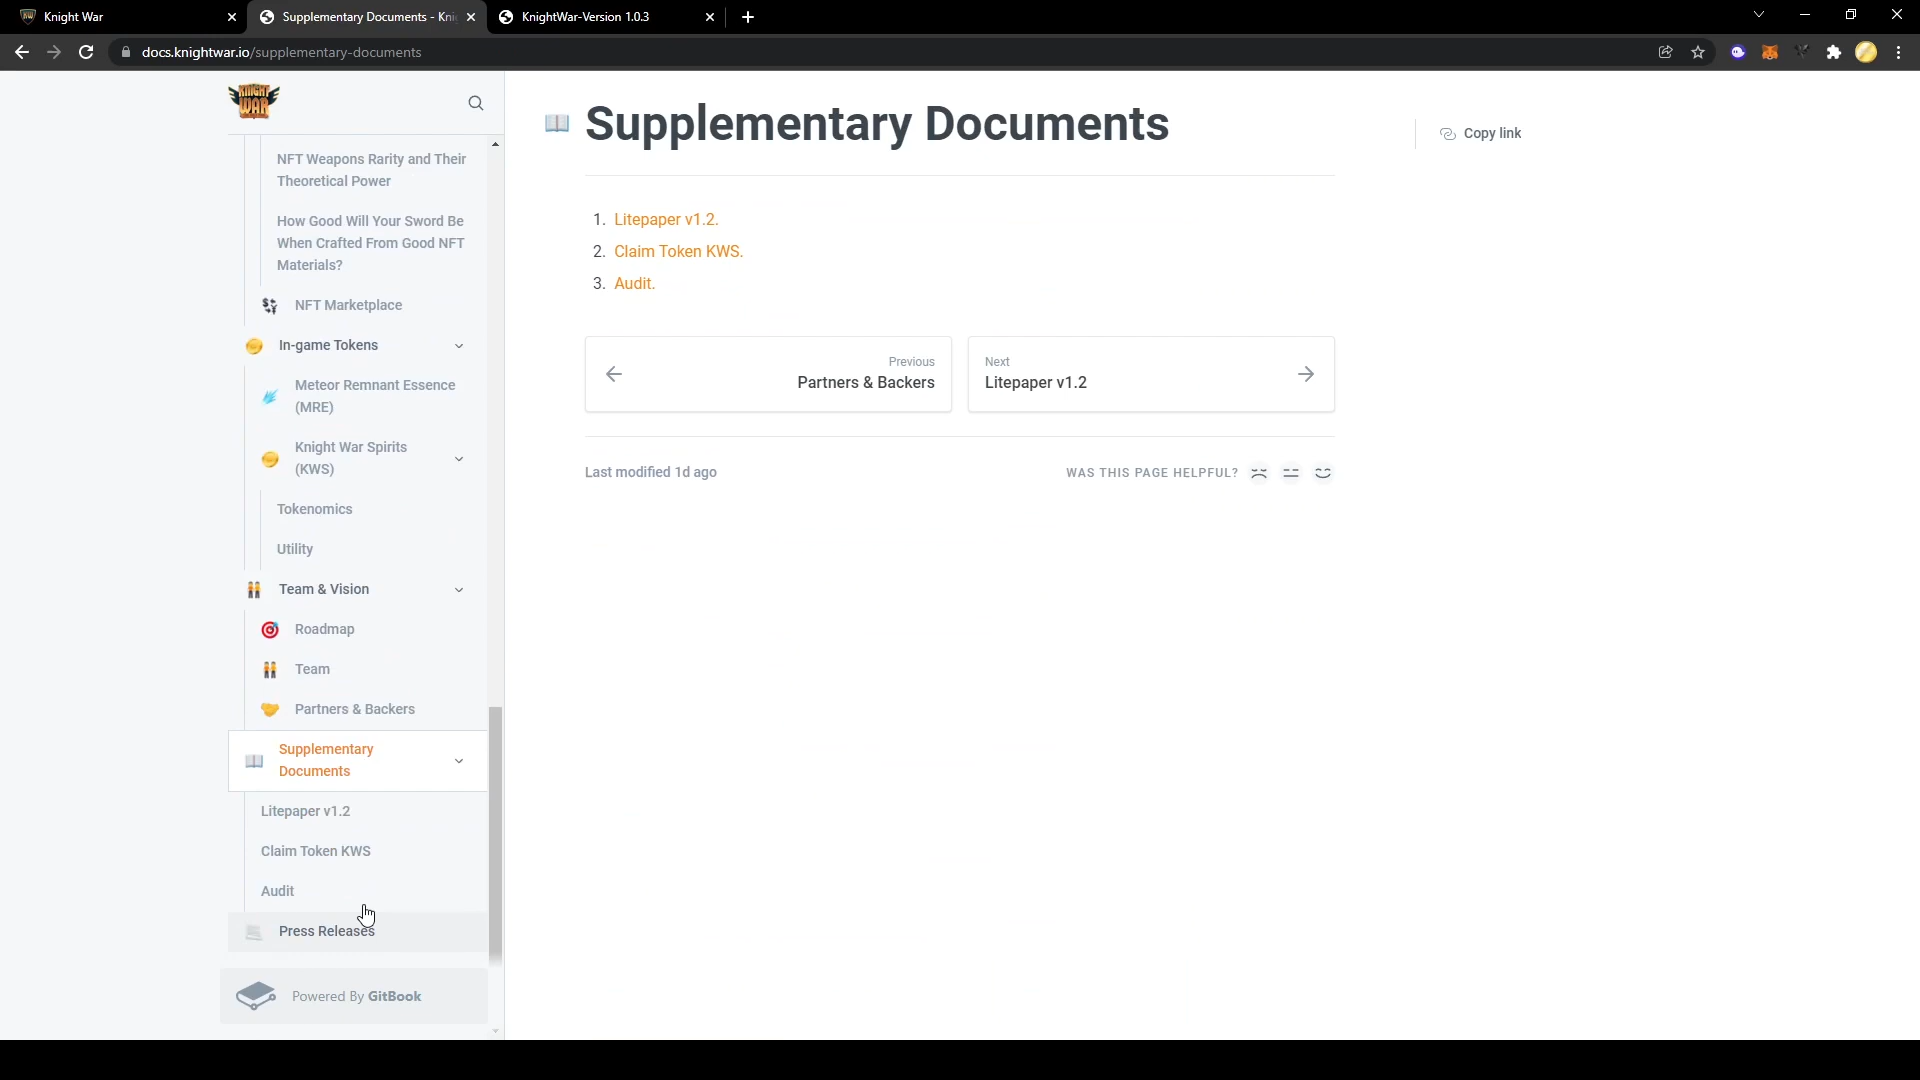 Knight War
Supplementary Documents - Kni
KnightWar-Version 1.0.3
docs.knightwar.io/supplementary-documents
KNIGHT
WAR
NFT Weapons Rarity and Their
Theoretical Power
How Good Will Your Sword Be
When Crafted From Good NFT
Materials?
NFT Marketplace
In-game Tokens
Meteor Remnant Essence
(MRE)
Knight War Spirits
(KWS)
Tokenomics
Utility
Team & Vision
Roadmap
Team
Partners & Backers
Supplementary
Documents
Litepaper v1.2
Claim Token KWS
Audit
Press Releases
Powered By GitBook
Supplementary Documents
Copy link
1. Litepaper v1.2.
2. Claim Token KWS.
3. Audit.
Previous
Partners & Backers
Next
Litepaper v1.2
Last modified 1d ago
WAS THIS PAGE HELPFUL?